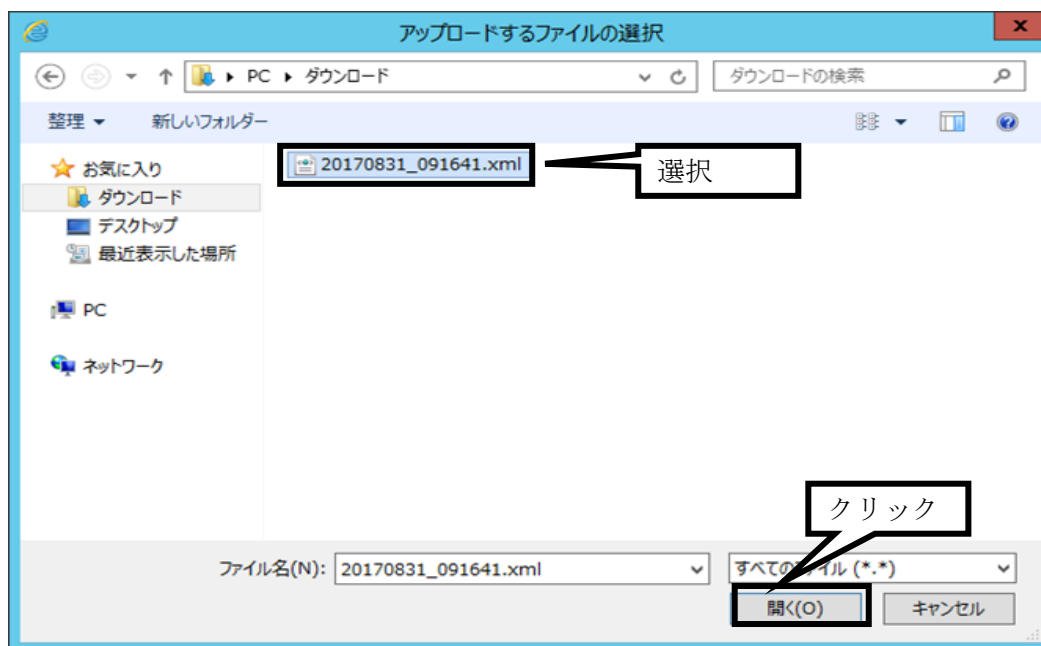 アップロードするファイルの選択
PC ダウンロード
ダウンロードの検索
整理
新しいフォルダー
お気に入り
ダウンロード
デスクトップ
最近表示した場所
PC
ネットワーク
20170831_091641.xml
選択
クリック
ファイル名(N): 20170831_091641.xml
すべてのファイル (*.*)
開く(O)
キャンセル